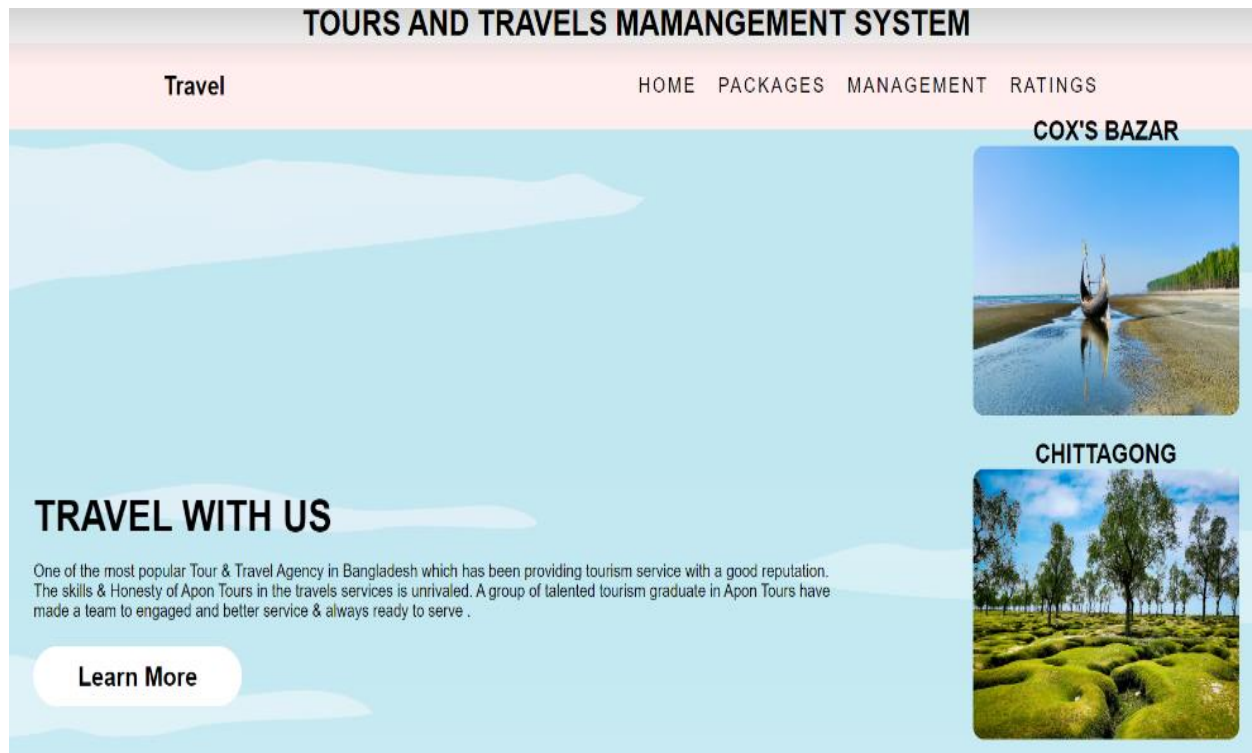 TOURS AND TRAVELS MAMANGEMENT SYSTEM
Travel
HOME PACKAGES MANAGEMENT RATINGS
COX'S BAZAR
CHITTAGONG
TRAVEL WITH US
One of the most popular Tour & Travel Agency in Bangladesh which has been providing tourism service with a good reputation.
The skills & Honesty of Apon Tours in the travels services is unrivaled. A group of talented tourism graduate in Apon Tours have
made a team to engaged and better service & always ready to serve .
Learn More